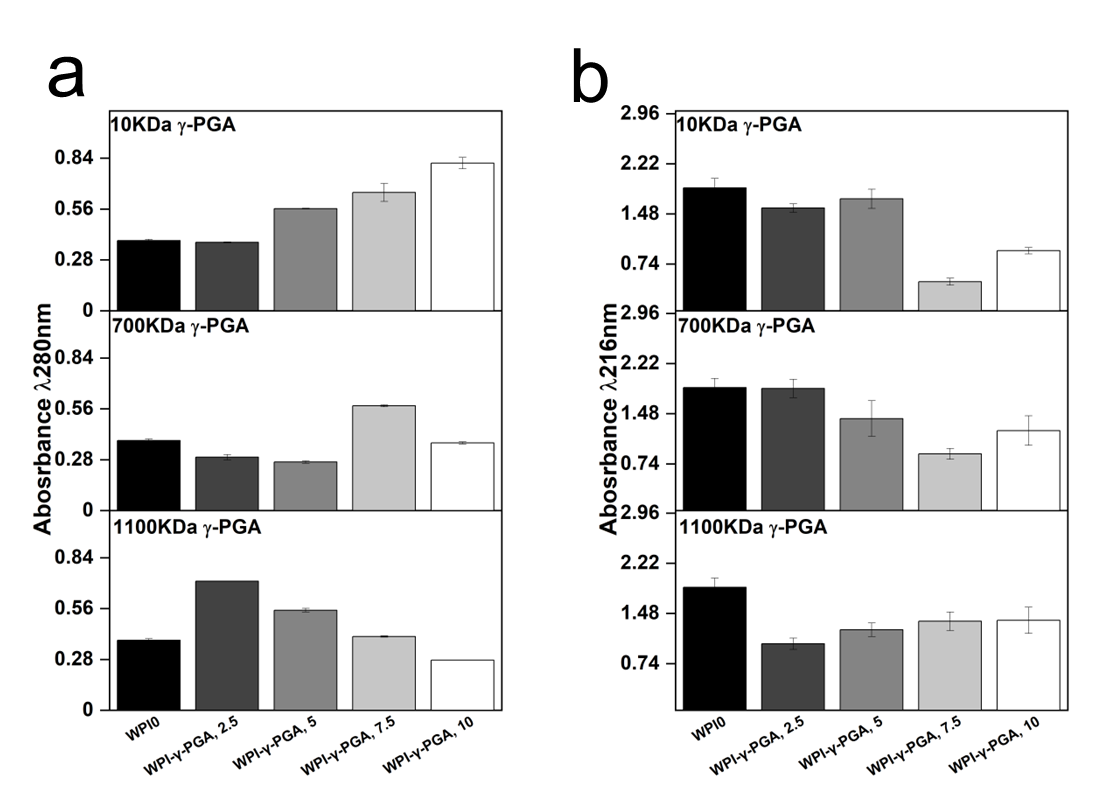 a
Abosrbance λ280nm
10KDa γ-PGA
0.84
0.56
0.28
0
700KDa γ-PGA
0.84
0.56
0.28
0
1100KDa γ-PGA
0.84
0.56
0.28
0
WPI0
WPI-γ-PGA, 2.5
WPI-γ-PGA, 5
WPI-γ-PGA, 7.5
WPI-γ-PGA, 10
b
Abosrbance λ216nm
2.96
10KDa γ-PGA
2.22
1.48
0.74
2.96
700KDa γ-PGA
2.22
1.48
0.74
2.96
1100KDa γ-PGA
2.22
1.48
0.74
WPI0
WPI-γ-PGA, 2.5
WPI-γ-PGA, 5
WPI-γ-PGA, 7.5
WPI-γ-PGA, 10